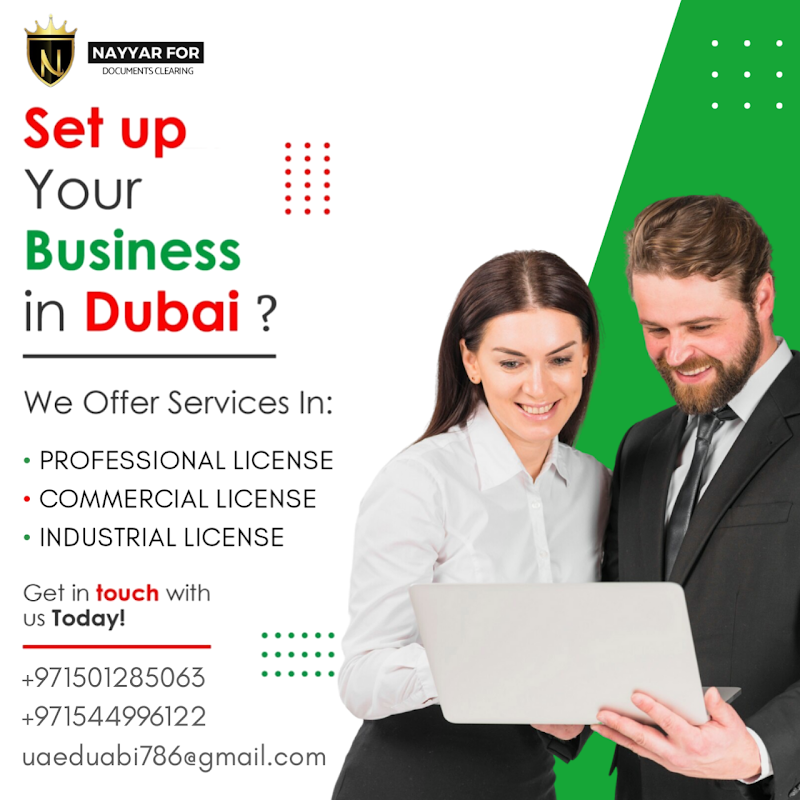 N
NAYYAR FOR
DOCUMENTS CLEARING
Set up
Your
Business
in Dubai ?
We Offer Services In:
• PROFESSIONAL LICENSE
• COMMERCIAL LICENSE
• INDUSTRIAL LICENSE
Get in touch with
us Today!
+971501285063
+971544996122
uaeduabi786@gmail.com